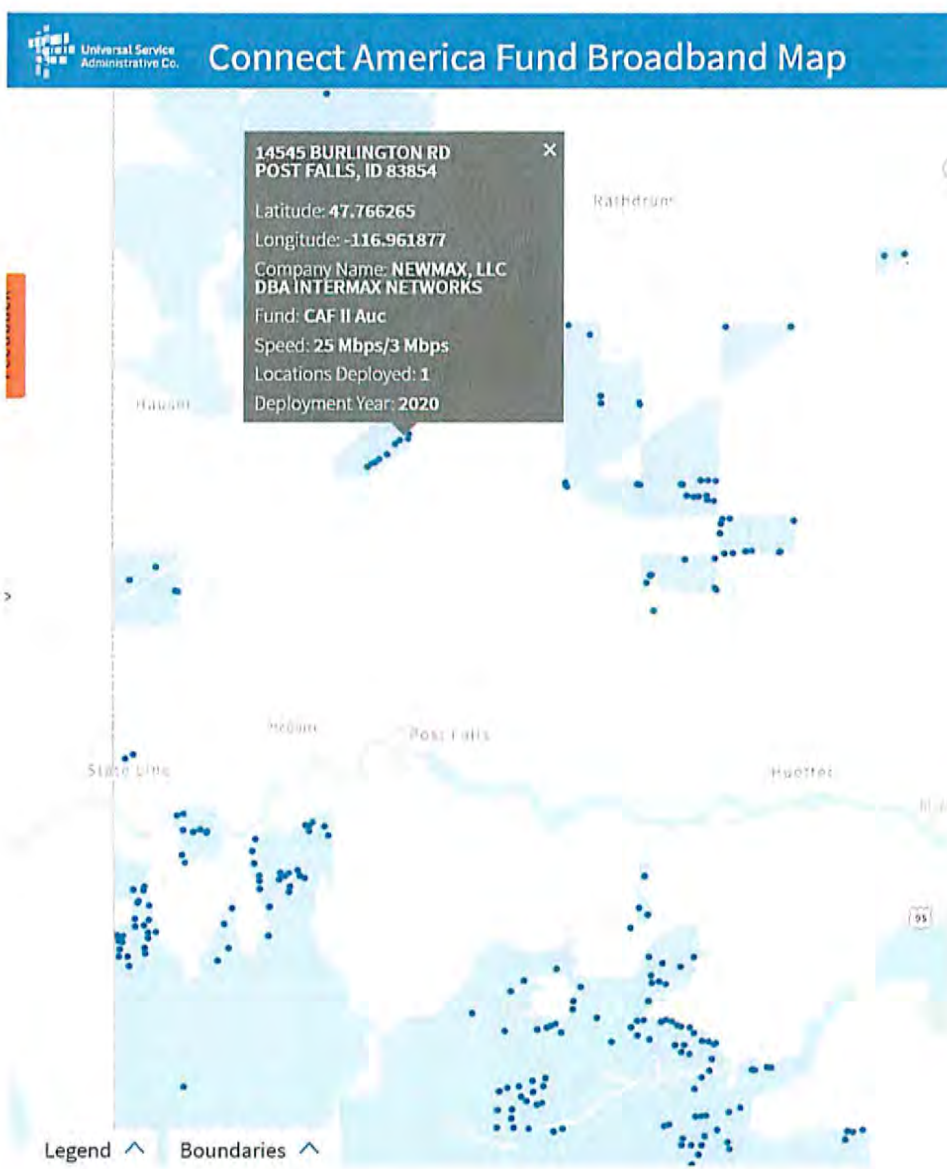 Universal Service
Administrative Co.
Connect America Fund Broadband Map
14545 BURLINGTON RD
POST FALLS, ID 83854
×
Latitude: 47.766265
Longitude: -116.961877
Company Name: NEWMAX, LLC
DBA INTERMAX NETWORKS
Fund: CAF II Auc
Speed: 25 Mbps/3 Mbps
Locations Deployed: 1
Deployment Year: 2020
Rathdrum
Hauser
>
Post Falls
State Line
Huetter
95
Legend
Boundaries